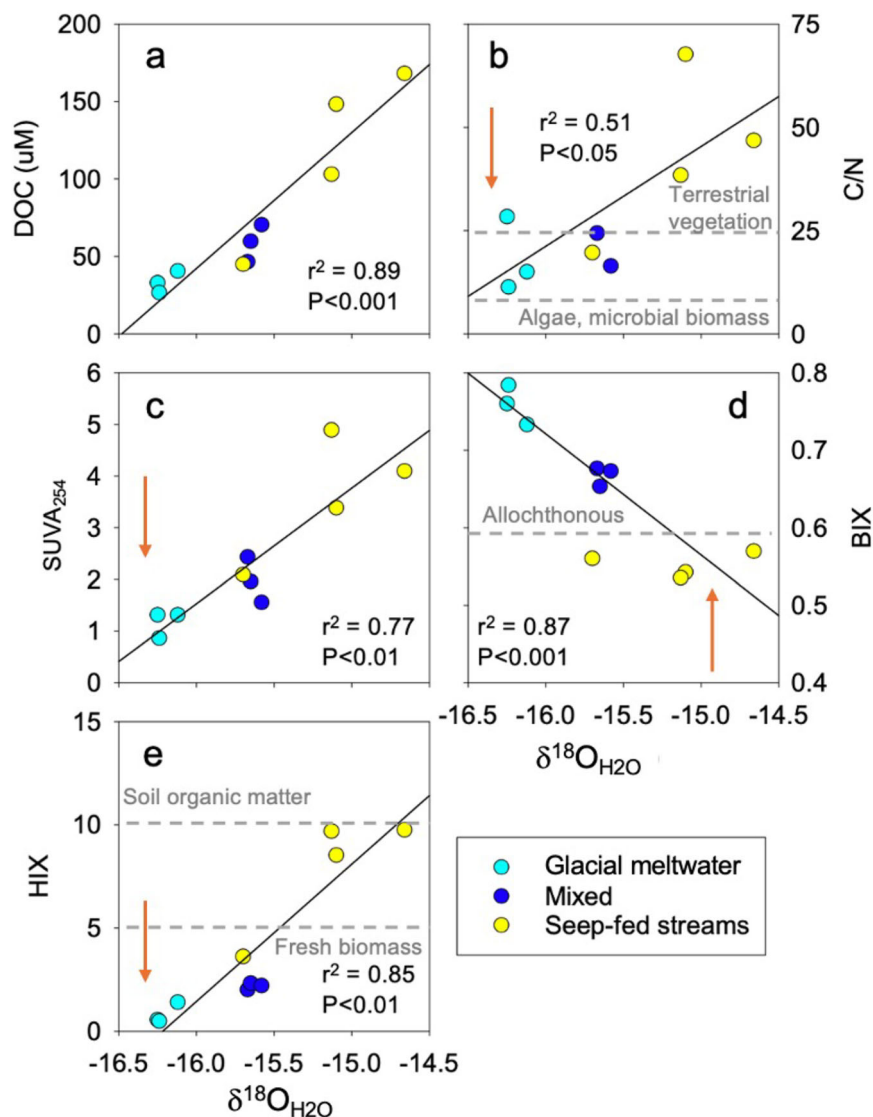 200
150
100
50
0
DOC (uM)
a
r² = 0.89
P<0.001
b
r² = 0.51
P<0.05
Terrestrial
vegetation
Algae, microbial biomass
75
50
25
0
C/N
6
5
4
3
2
1
0
SUVA₂₅₄
c
r² = 0.77
P<0.01
d
Allochthonous
r² = 0.87
P<0.001
0.8
0.7
0.6
0.5
0.4
BIX
-16.5 -16.0 -15.5 -15.0 -14.5
δ¹⁸O_H2O
15
10
5
0
HIX
e
Soil organic matter
Fresh biomass
r² = 0.85
P<0.01
-16.5 -16.0 -15.5 -15.0 -14.5
δ¹⁸O_H2O
Glacial meltwater
Mixed
Seep-fed streams